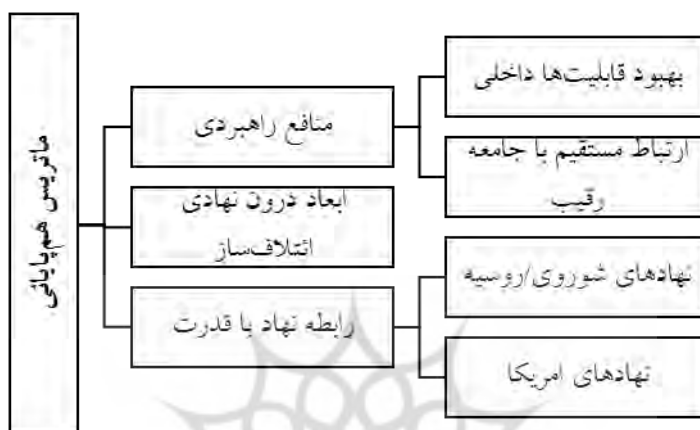 ماتریس هم‌پایانی
منافع راهبردی
بهبود قابلیت‌ها داخلی
ارتباط مستقیم با جامعه
رقیب
ابعاد درون نهادی
ائتلاف‌ساز
رابطه نهاد با قدرت
نهادهای شوروی/روسیه
نهادهای امریکا